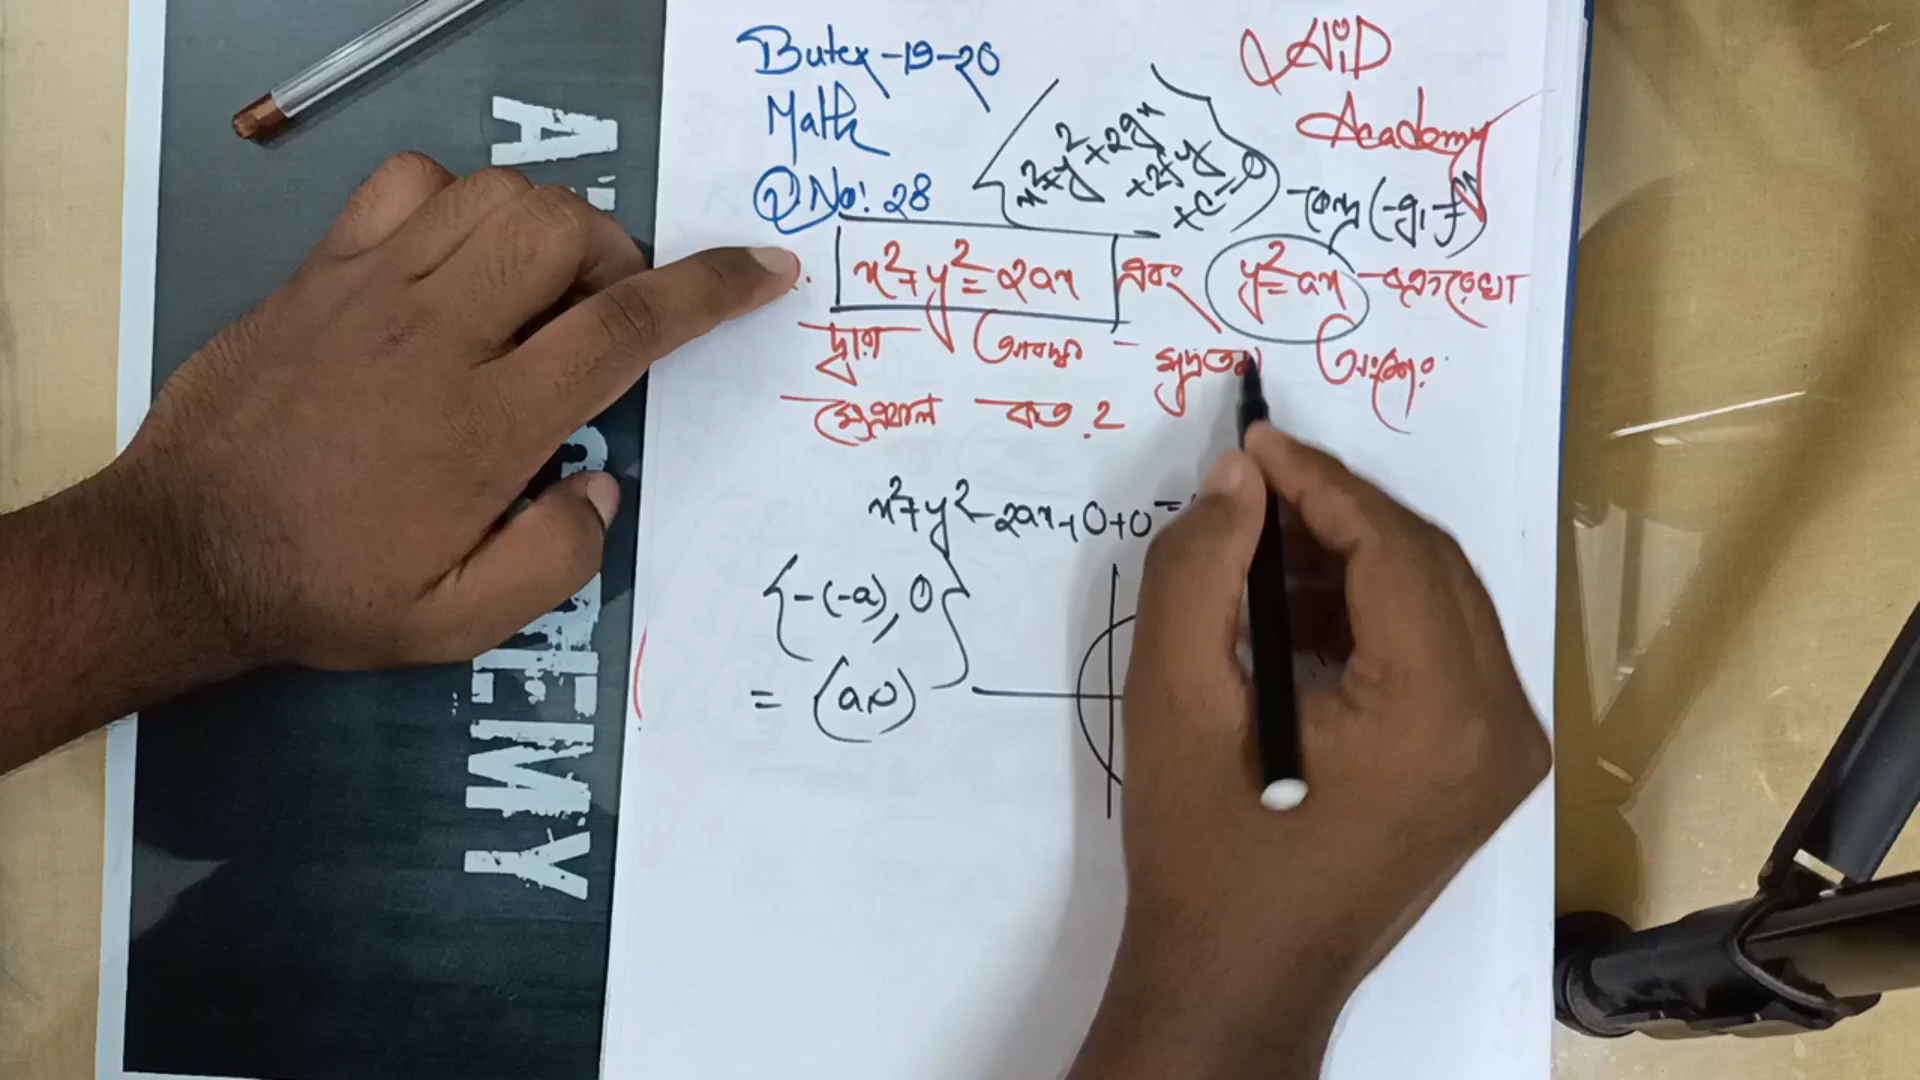 Butex-19-20
Math
Q No: 28
AiD
Academy
x²+y²+2gx
+2fy
+c=0
কেন্দ্র (-g, -f)
x²+y²=2ax এবং y²=ax বক্ররেখা
দ্বারা আবদ্ধ ক্ষুদ্রতর অংশের
ক্ষেত্রফল কত?
x²+y²-2ax+0+0=
{-(-a), 0}
= (a,0)